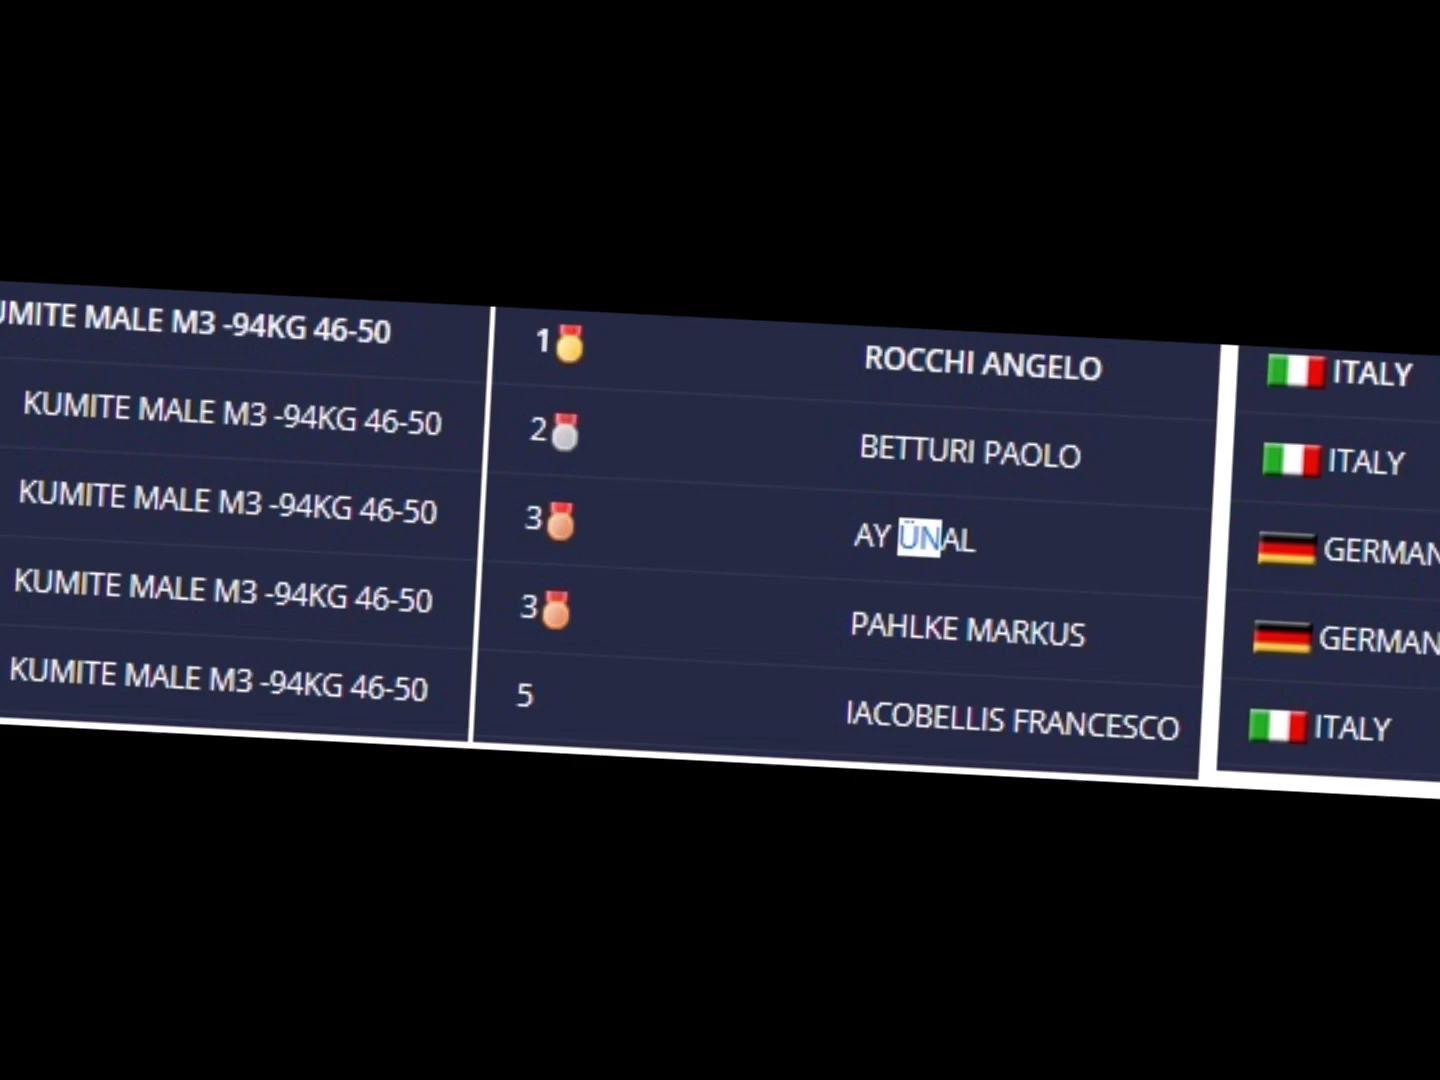 UMITE MALE M3 -94KG 46-50 1 ROCCHI ANGELO ITALY
KUMITE MALE M3 -94KG 46-50 2 BETTURI PAOLO ITALY
KUMITE MALE M3 -94KG 46-50 3 AY ÜNAL GERMAN
KUMITE MALE M3 -94KG 46-50 3 PAHLKE MARKUS GERMAN
KUMITE MALE M3 -94KG 46-50 5 IACOBELLIS FRANCESCO ITALY